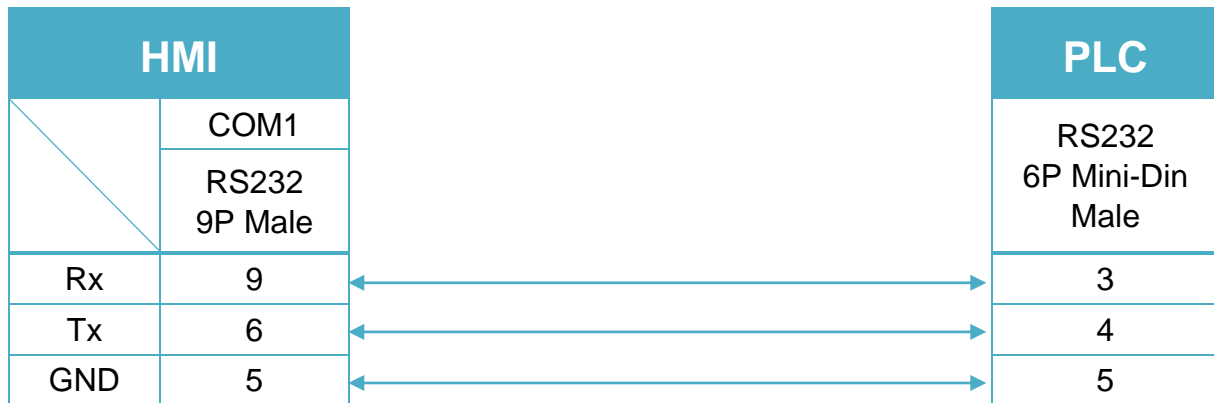 HMI
PLC
COM1
RS232
9P Male
RS232
6P Mini-Din
Male
Rx 9 3
Tx 6 4
GND 5 5